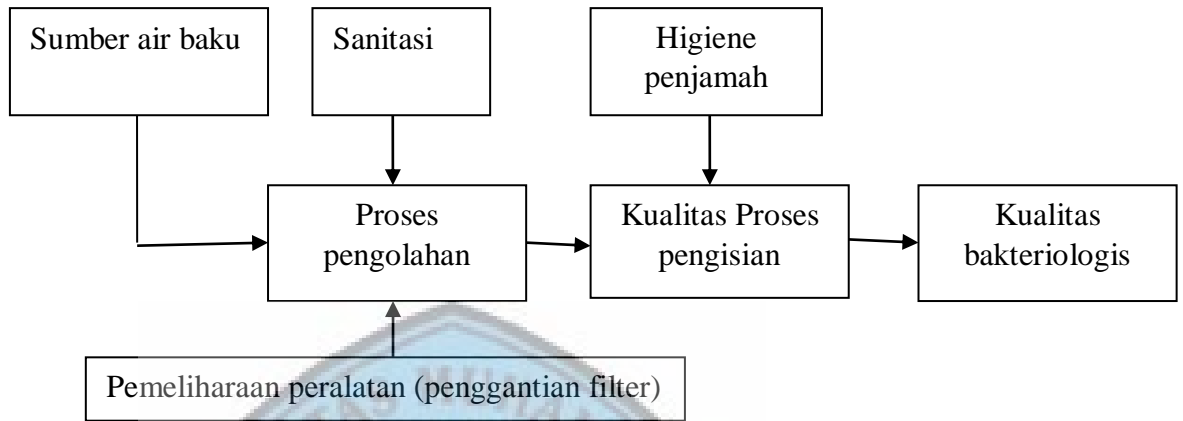 Sumber air baku
Sanitasi
Higiene
penjamah
Proses
pengolahan
Kualitas Proses
pengisian
Kualitas
bakteriologis
Pemeliharaan peralatan (penggantian filter)